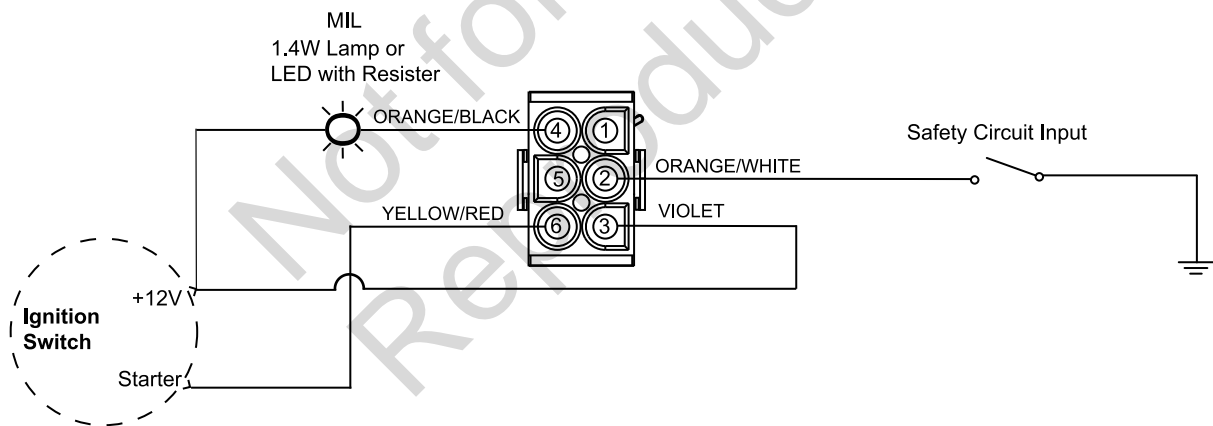 MIL
1.4W Lamp or
LED with Resister
ORANGE/BLACK
4
1
Safety Circuit Input
5
2
ORANGE/WHITE
YELLOW/RED
6
3
VIOLET
+12V
Ignition
Switch
Starter
Not for
Reproduc